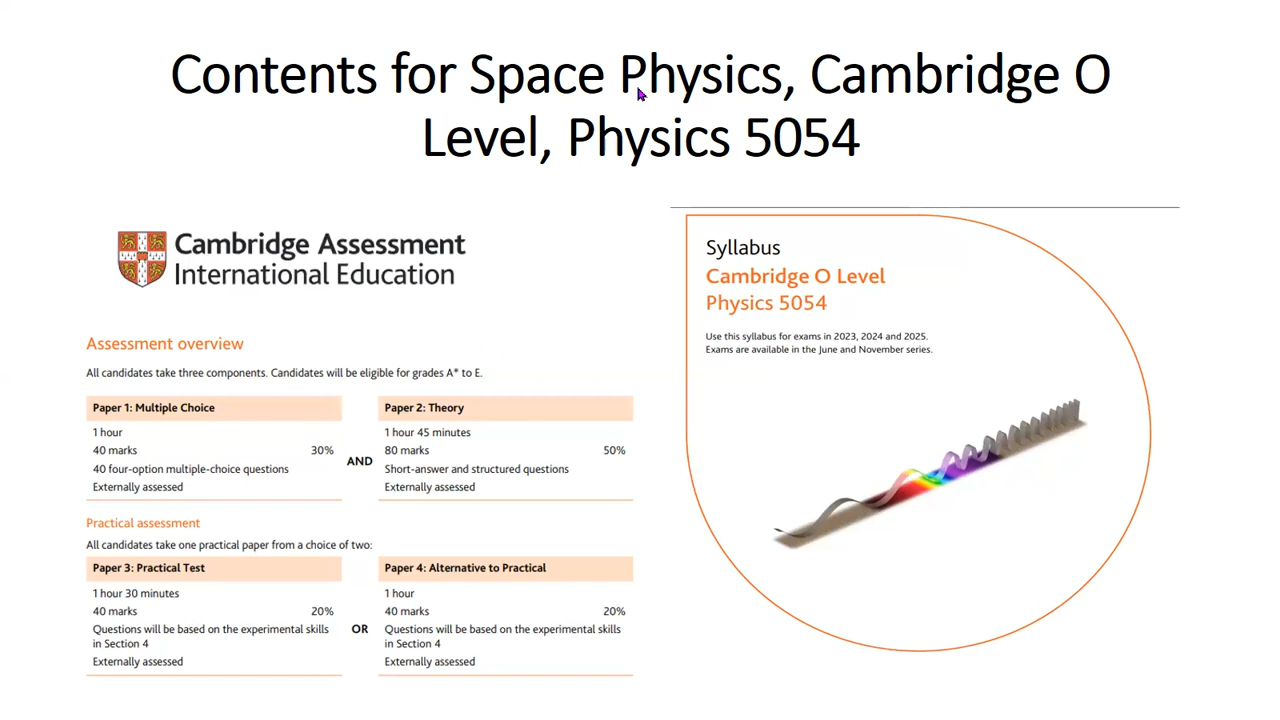 Contents for Space Physics, Cambridge O
Level, Physics 5054
Cambridge Assessment
International Education
Assessment overview
All candidates take three components. Candidates will be eligible for grades A* to E.
Paper 1: Multiple Choice
1 hour
40 marks 30%
40 four-option multiple-choice questions
Externally assessed
AND
Paper 2: Theory
1 hour 45 minutes
80 marks 50%
Short-answer and structured questions
Externally assessed
Practical assessment
All candidates take one practical paper from a choice of two:
Paper 3: Practical Test
1 hour 30 minutes
40 marks 20%
Questions will be based on the experimental skills
in Section 4
Externally assessed
OR
Paper 4: Alternative to Practical
1 hour
40 marks 20%
Questions will be based on the experimental skills
in Section 4
Externally assessed
Syllabus
Cambridge O Level
Physics 5054
Use this syllabus for exams in 2023, 2024 and 2025.
Exams are available in the June and November series.